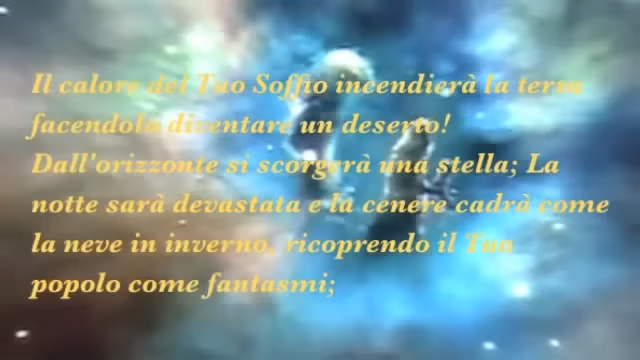 Il calore del Tuo Soffio incendierà la terra
facendola diventare un deserto!
Dall'orizzonte si scorgerà una stella; La
notte sarà devastata e la cenere cadrà come
la neve in inverno, ricoprendo il Tuo
popolo come fantasmi;